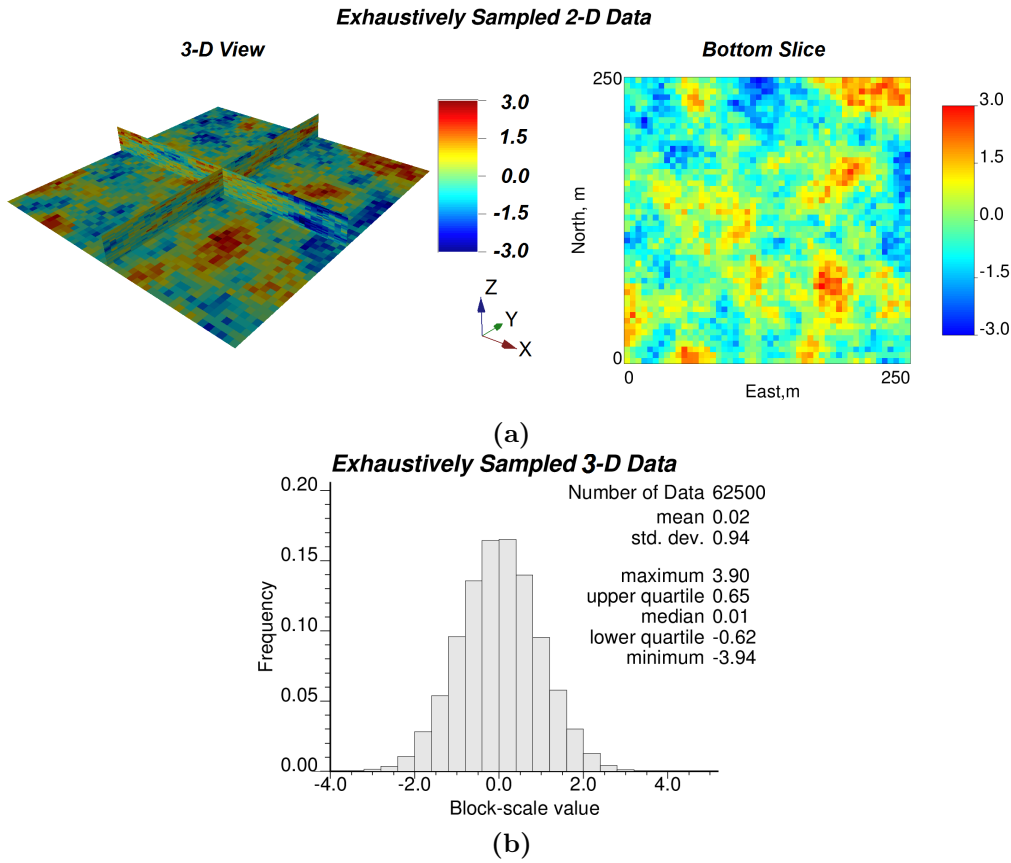 Exhaustively Sampled 2-D Data
3-D View
Bottom Slice
3.0
1.5
0.0
-1.5
-3.0
Z
Y
X
250
North, m
0
0
250
East,m
3.0
1.5
0.0
-1.5
-3.0
(a)
Exhaustively Sampled 3-D Data
0.20
0.15
0.10
0.05
0.00
Frequency
Number of Data 62500
mean 0.02
std. dev. 0.94
maximum 3.90
upper quartile 0.65
median 0.01
lower quartile -0.62
minimum -3.94
-4.0
-2.0
0.0
2.0
4.0
Block-scale value
(b)